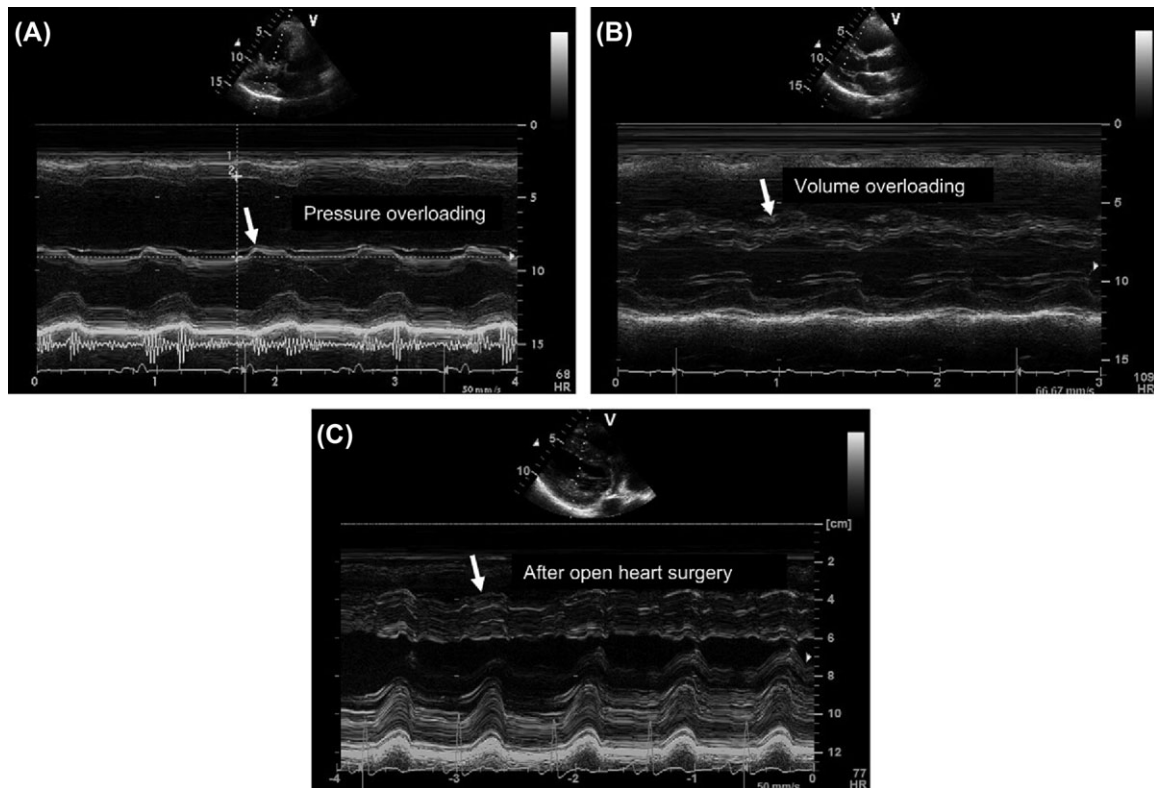 (A)
V
5
10
15
0
1
2
Pressure overloading
5
10
15
0
1
2
3
4
68
HR
50 mm/s
(B)
V
5
10
15
0
Volume overloading
5
10
15
0
1
2
3
109
HR
66.67 mm/s
(C)
V
5
10
[cm]
2
After open heart surgery
4
6
8
10
12
-4
-3
-2
-1
0
77
HR
50 mm/s